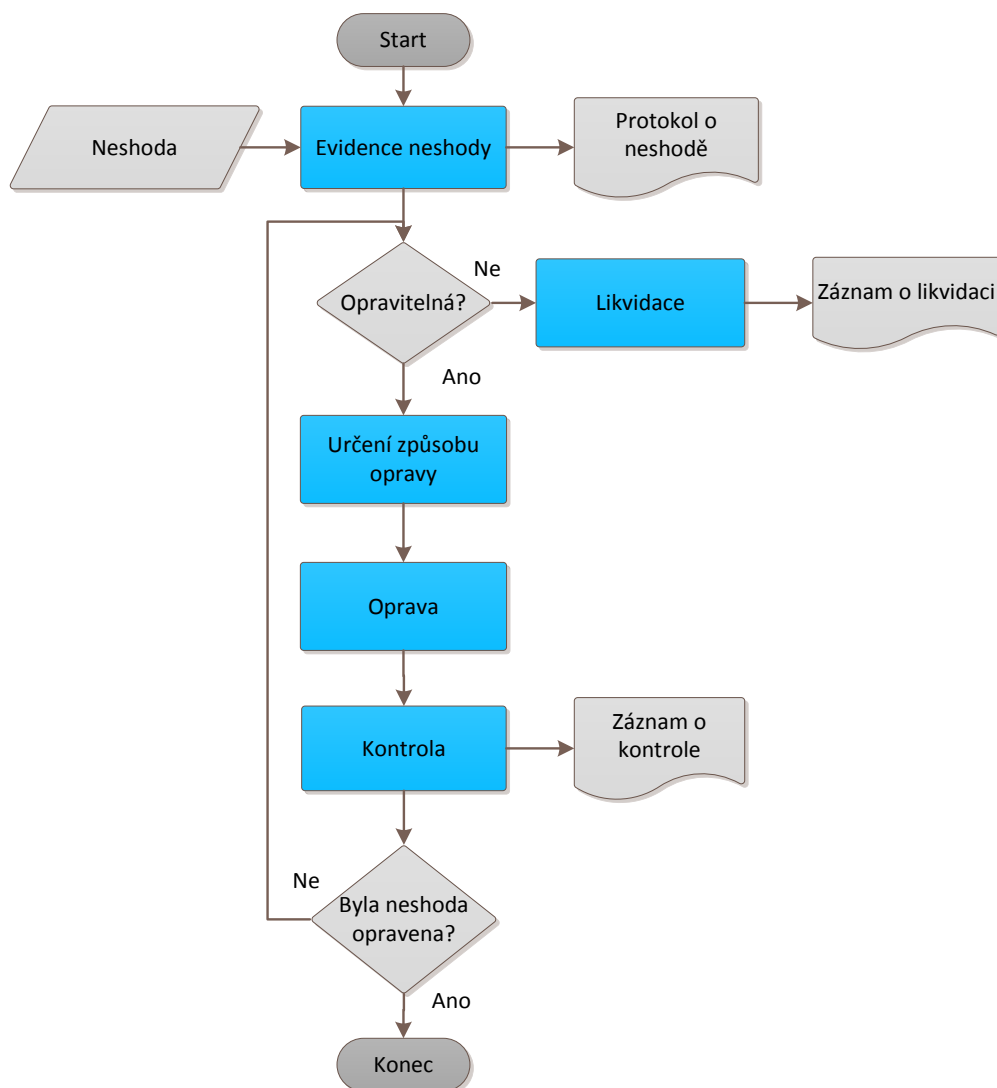 Start
Neshoda
Evidence neshody
Protokol o
neshodě
Opravitelná?
Ne
Likvidace
Záznam o likvidaci
Ano
Určení způsobu
opravy
Oprava
Kontrola
Záznam o
kontrole
Ne
Byla neshoda
opravena?
Ano
Konec